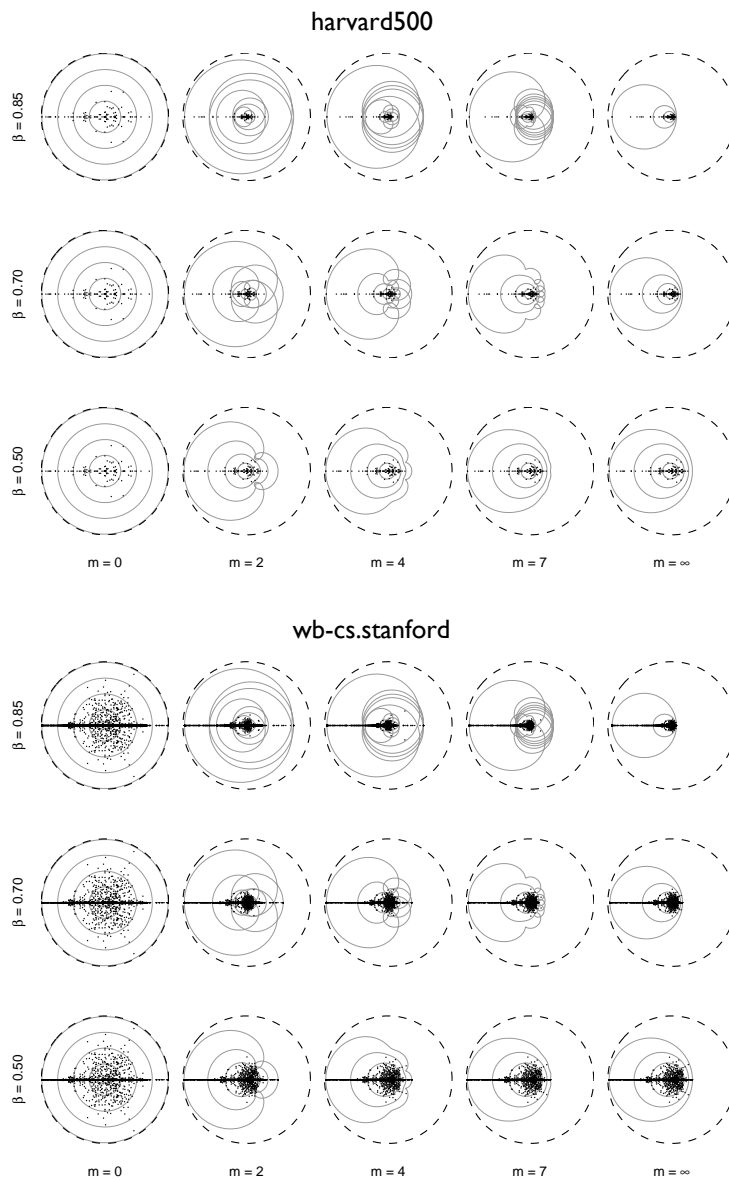 harvard500
β = 0.85
β = 0.70
β = 0.50
m = 0 m = 2 m = 4 m = 7 m = ∞
wb-cs.stanford
β = 0.85
β = 0.70
β = 0.50
m = 0 m = 2 m = 4 m = 7 m = ∞